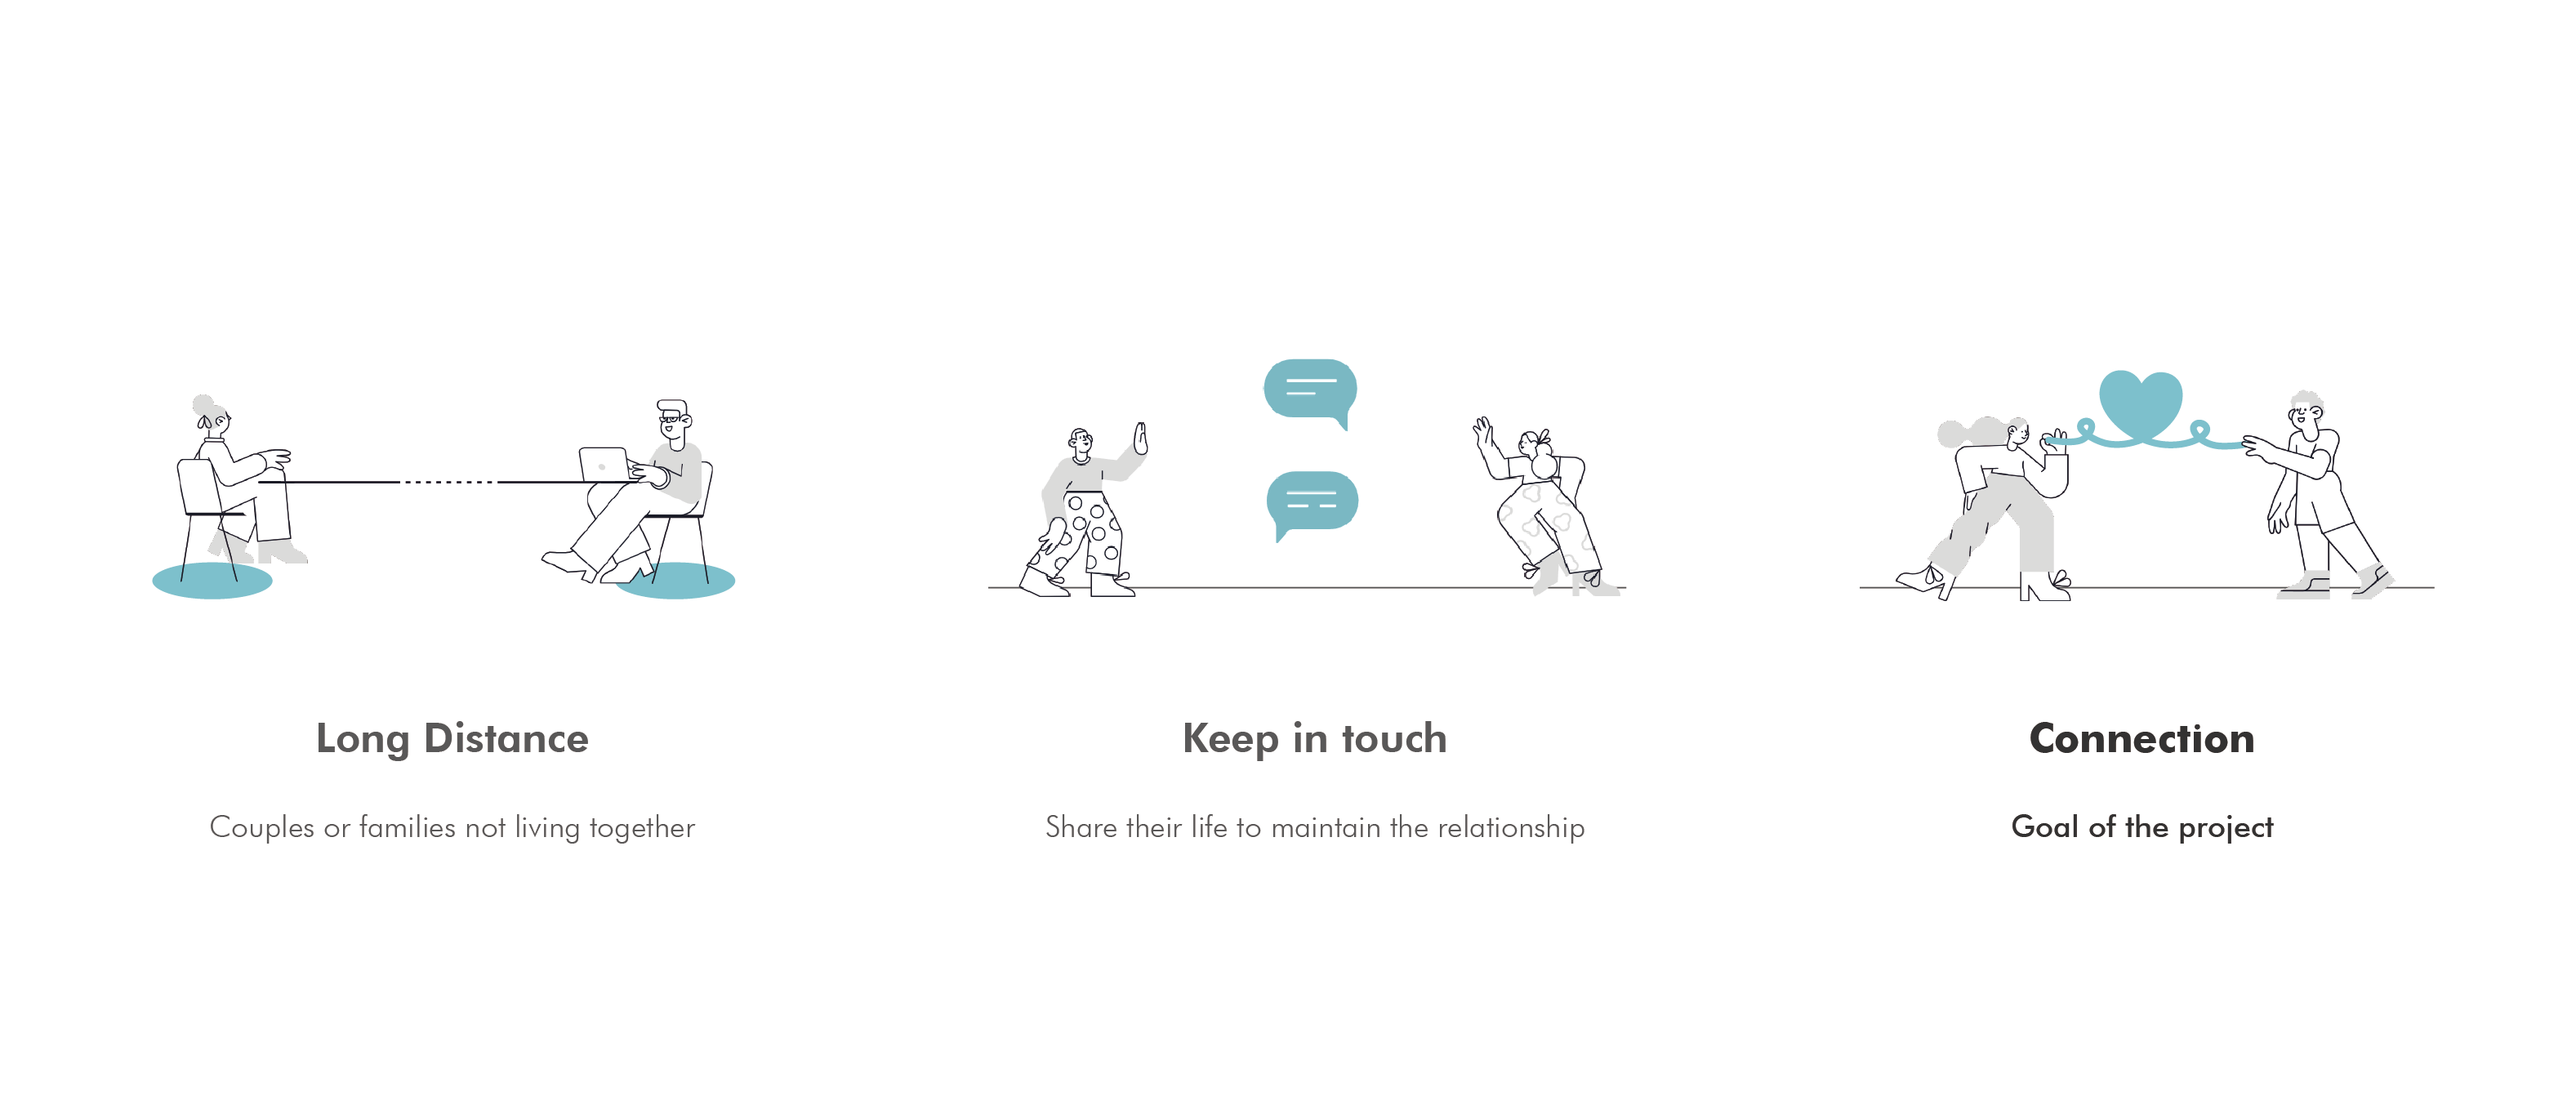 Long Distance
Couples or families not living together
Keep in touch
Share their life to maintain the relationship
Connection
Goal of the project